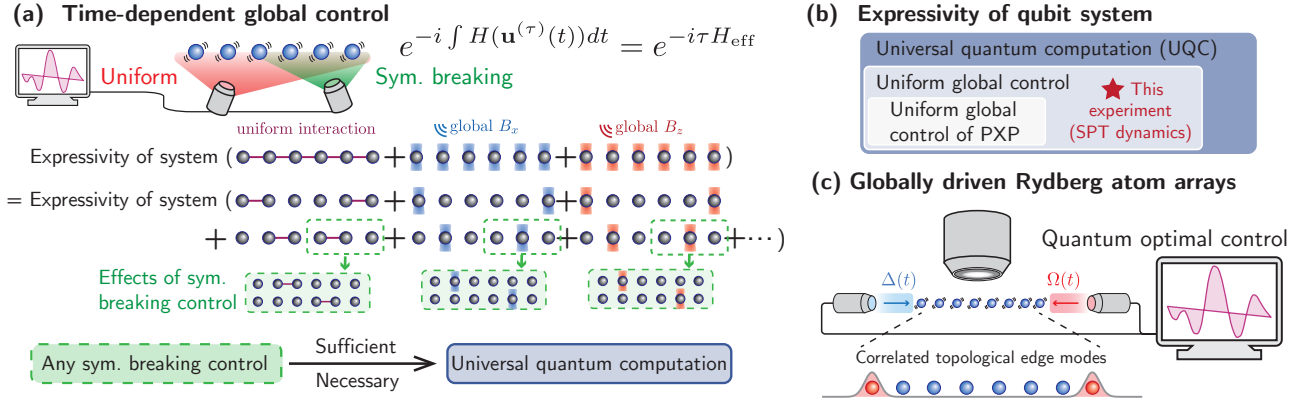 (a) Time-dependent global control
e^{-i ∫ H(u^{(τ)}(t))dt} = e^{-iτH_eff}
Uniform
Sym. breaking
uniform interaction
global B_x
global B_z
Expressivity of system ( + + )
= Expressivity of system ( + +
+ + + + ⋯ )
Effects of sym.
breaking control
Any sym. breaking control
Sufficient
Necessary
Universal quantum computation
(b) Expressivity of qubit system
Universal quantum computation (UQC)
Uniform global control
Uniform global
control of PXP
★ This
experiment
(SPT dynamics)
(c) Globally driven Rydberg atom arrays
Quantum optimal control
Δ(t)
Ω(t)
Correlated topological edge modes